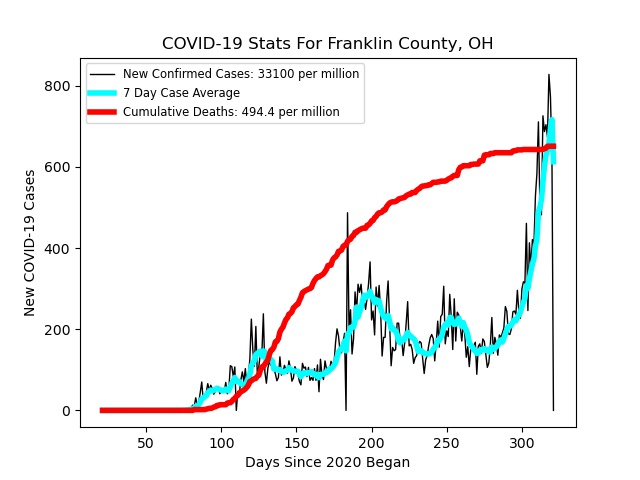 COVID-19 Stats For Franklin County, OH
New Confirmed Cases: 33100 per million
7 Day Case Average
Cumulative Deaths: 494.4 per million
New COVID-19 Cases
800
600
400
200
0
50 100 150 200 250 300
Days Since 2020 Began